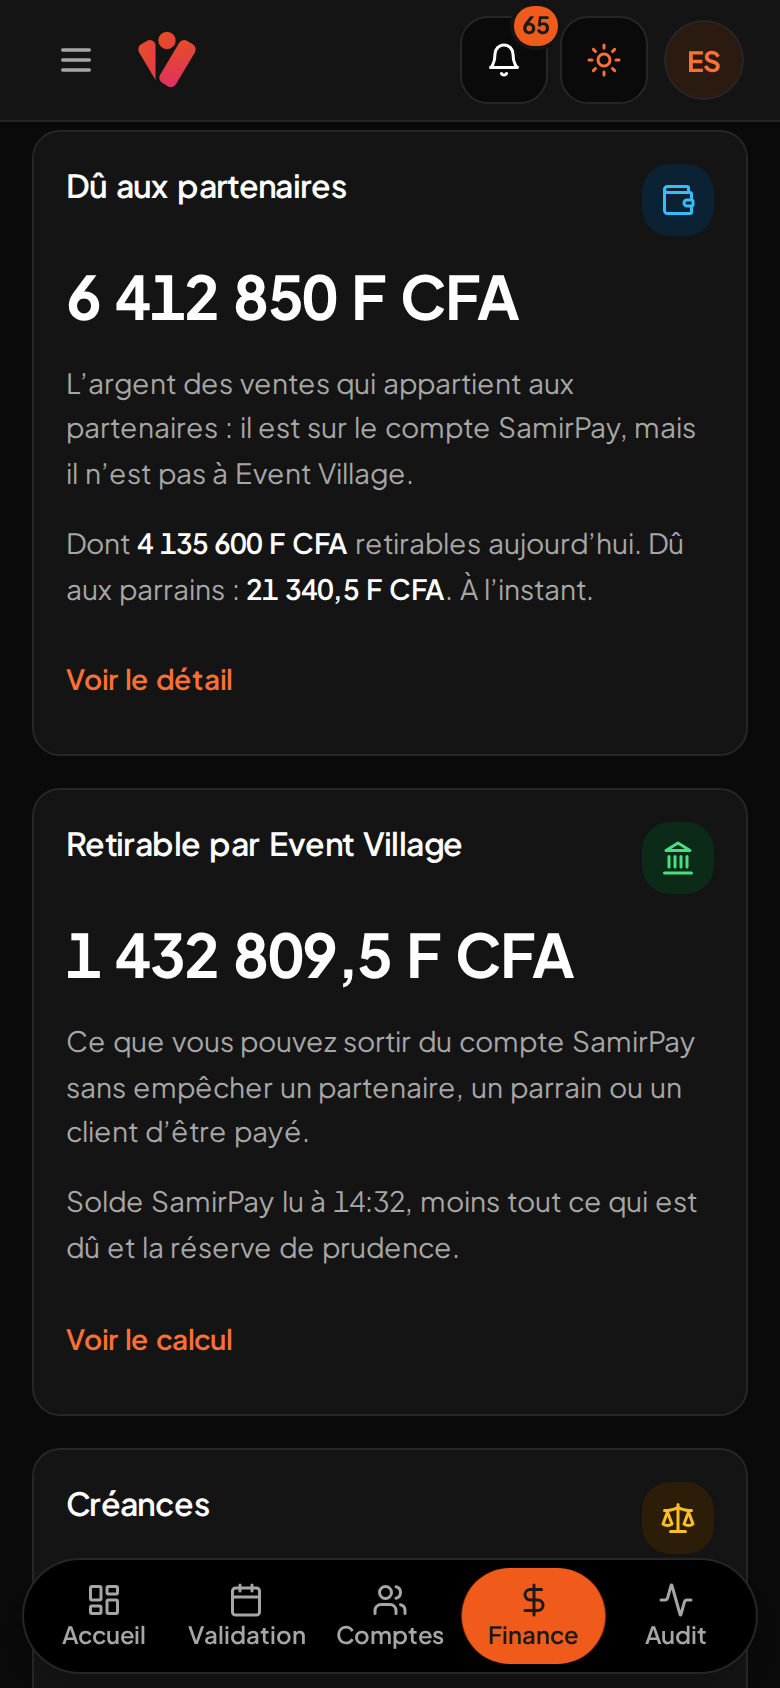 65
ES
Dû aux partenaires
6 412 850 F CFA
L’argent des ventes qui appartient aux
partenaires : il est sur le compte SamirPay, mais
il n’est pas à Event Village.
Dont 4 135 600 F CFA retirables aujourd’hui. Dû
aux parrains : 21 340,5 F CFA. À l’instant.
Voir le détail
Retirable par Event Village
1 432 809,5 F CFA
Ce que vous pouvez sortir du compte SamirPay
sans empêcher un partenaire, un parrain ou un
client d’être payé.
Solde SamirPay lu à 14:32, moins tout ce qui est
dû et la réserve de prudence.
Voir le calcul
Créances
Accueil
Validation
Comptes
Finance
Audit